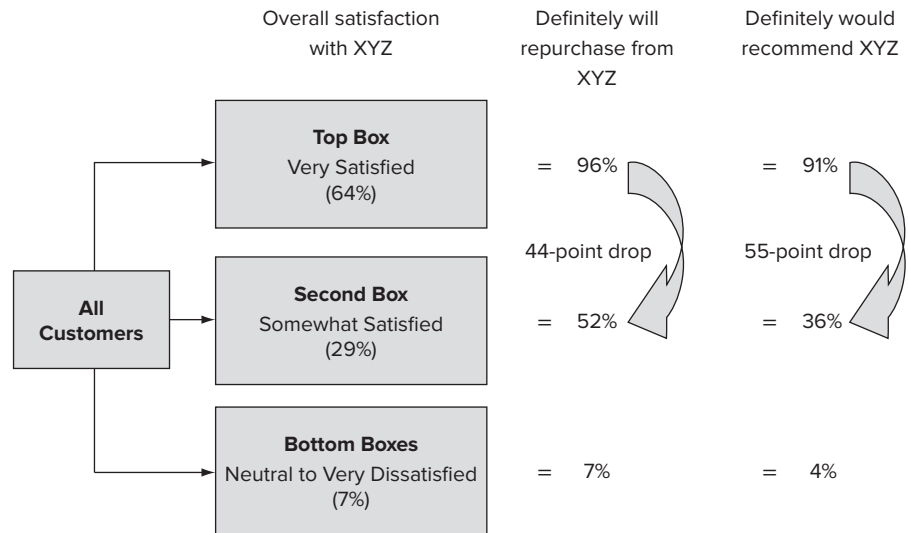 Overall satisfaction
with XYZ
Definitely will
repurchase from
XYZ
Definitely would
recommend XYZ
Top Box
Very Satisfied
(64%)
= 96%
= 91%
44-point drop
55-point drop
All
Customers
Second Box
Somewhat Satisfied
(29%)
= 52%
= 36%
Bottom Boxes
Neutral to Very Dissatisfied
(7%)
= 7%
= 4%